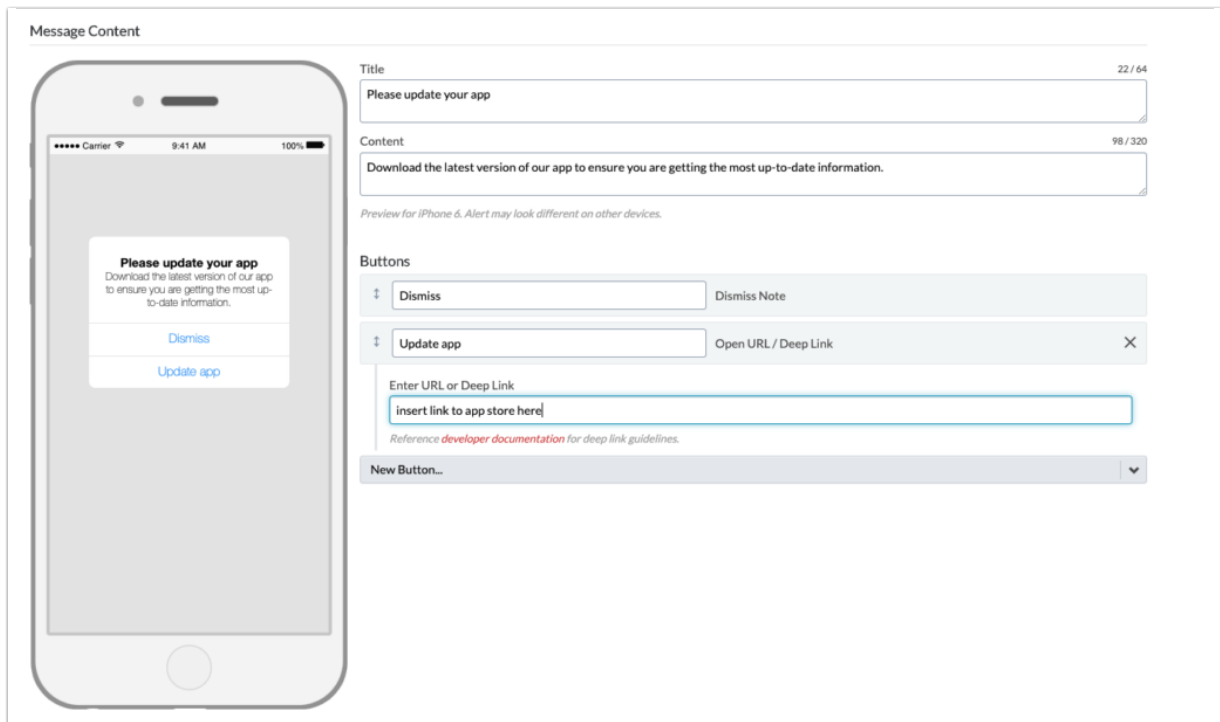 Message Content
Carrier
9:41 AM
100%
Please update your app
Download the latest version of our app
to ensure you are getting the most up-
to-date information.
Dismiss
Update app
Title
22 / 64
Please update your app
Content
98 / 320
Download the latest version of our app to ensure you are getting the most up-to-date information.
Preview for iPhone 6. Alert may look different on other devices.
Buttons
Dismiss
Dismiss Note
Update app
Open URL / Deep Link
Enter URL or Deep Link
insert link to app store here
Reference developer documentation for deep link guidelines.
New Button...